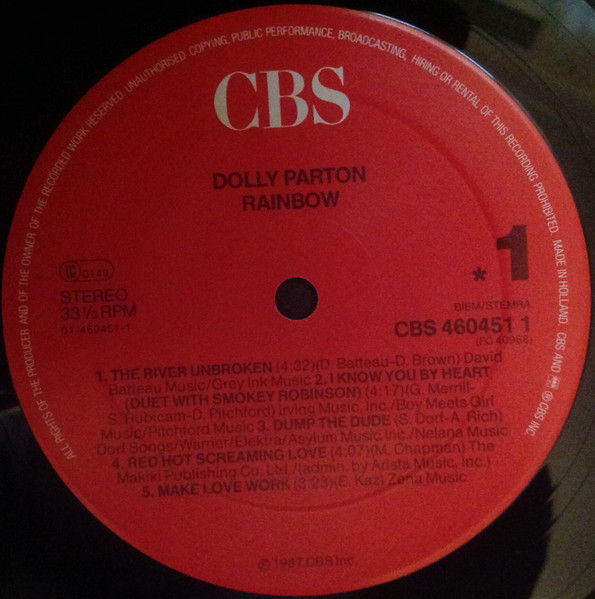 ALL RIGHTS OF THE PRODUCER AND OF THE OWNER OF THE RECORDED WORK RESERVED. UNAUTHORISED COPYING, PUBLIC PERFORMANCE, BROADCASTING, HIRING OR RENTAL OF THIS RECORDING PROHIBITED. MADE IN HOLLAND. CBS AND ℗ CBS INC.
CBS
DOLLY PARTON
RAINBOW
LC 0149
STEREO
33 1/3 RPM
01-460451-1
* 1
BIEM/STEMRA
CBS 460451 1
(FC 40968)
1. THE RIVER UNBROKEN (4:32)(D. Batteau-D. Brown) David
Batteau Music/Grey Ink Music 2. I KNOW YOU BY HEART
(DUET WITH SMOKEY ROBINSON) (4:17)(G. Merrill-
S. Rubicam-D. Pitchford) Irving Music, Inc./Boy Meets Girl
Music/Pitchford Music 3. DUMP THE DUDE (S. Dorf-A. Rich)
Dorf Songs/Warner/Elektra/Asylum Music Inc./Nelana Music
4. RED HOT SCREAMING LOVE (4:07)(M. Chapman) The
Makiki Publishing Co. Ltd./(admin. by Arista Music, Inc.)
5. MAKE LOVE WORK (3:23)(E. Kaz) Zena Music
℗ 1987 CBS Inc.